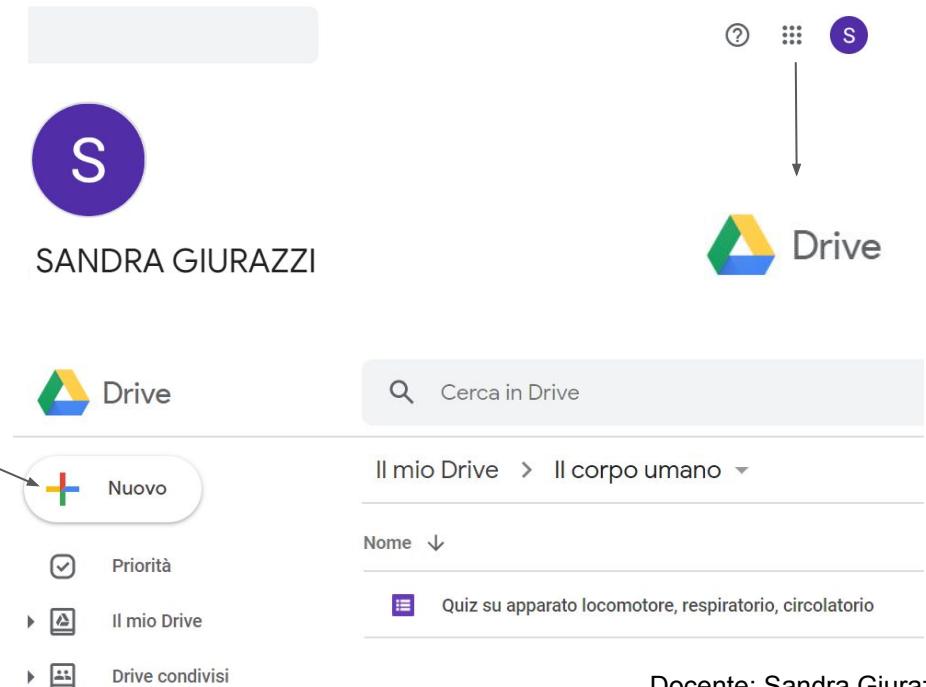 S
S
SANDRA GIURAZZI
Drive
Drive
Cerca in Drive
Nuovo
Il mio Drive > Il corpo umano
Nome
Priorità
Quiz su apparato locomotore, respiratorio, circolatorio
Il mio Drive
Drive condivisi
Docente: Sandra